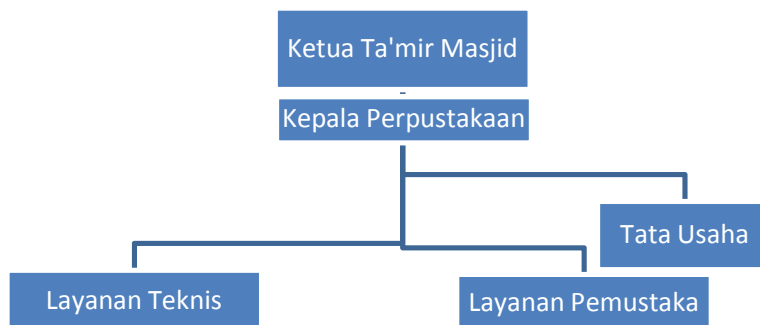 Ketua Ta'mir Masjid
Kepala Perpustakaan
Tata Usaha
Layanan Teknis
Layanan Pemustaka